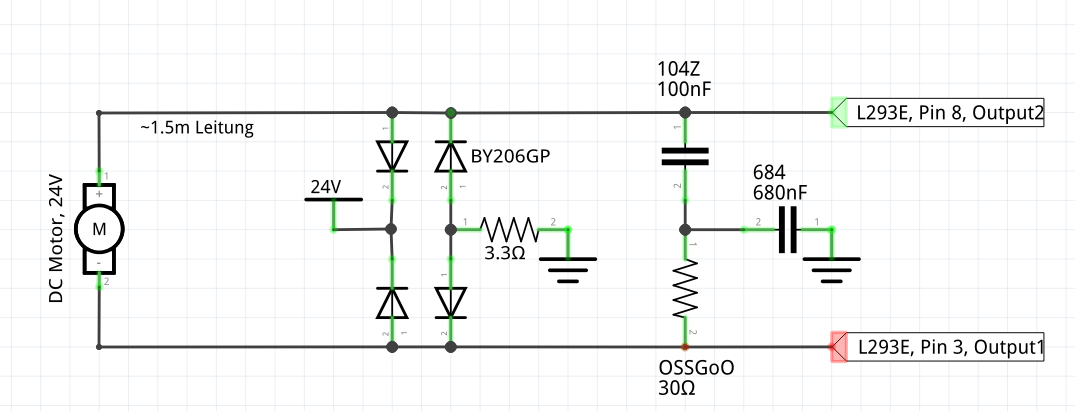 104Z
100nF
L293E, Pin 8, Output2
~1.5m Leitung
1
1
2
BY206GP
2
1
2
684
680nF
24V
1
+
M
-
2
DC Motor, 24V
2
1
1
2
3.3Ω
2
1
1
1
2
1
2
2
L293E, Pin 3, Output1
OSSGoO
30Ω